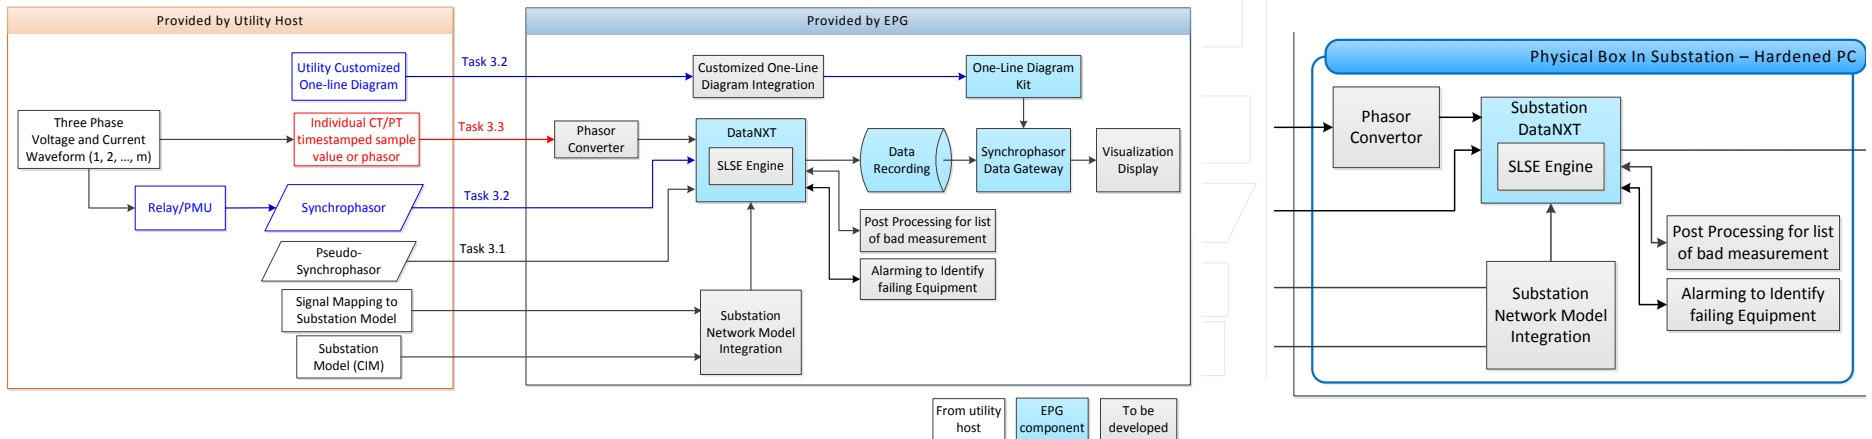 Provided by Utility Host
Provided by EPG
Utility Customized
One-line Diagram
Task 3.2
Customized One-Line
Diagram Integration
One-Line Diagram
Kit
Three Phase
Voltage and Current
Waveform (1, 2, ..., m)
Individual CT/PT
timestamped sample
value or phasor
Task 3.3
Phasor
Converter
DataNXT
SLSE Engine
Data
Recording
Synchrophasor
Data Gateway
Visualization
Display
Relay/PMU
Synchrophasor
Task 3.2
Pseudo-
Synchrophasor
Task 3.1
Post Processing for list
of bad measurement
Alarming to Identify
failing Equipment
Signal Mapping to
Substation Model
Substation
Model (CIM)
Substation
Network Model
Integration
From utility
host
EPG
component
To be
developed
Physical Box In Substation – Hardened PC
Phasor
Convertor
Substation
DataNXT
SLSE Engine
Post Processing for list
of bad measurement
Alarming to Identify
failing Equipment
Substation
Network Model
Integration